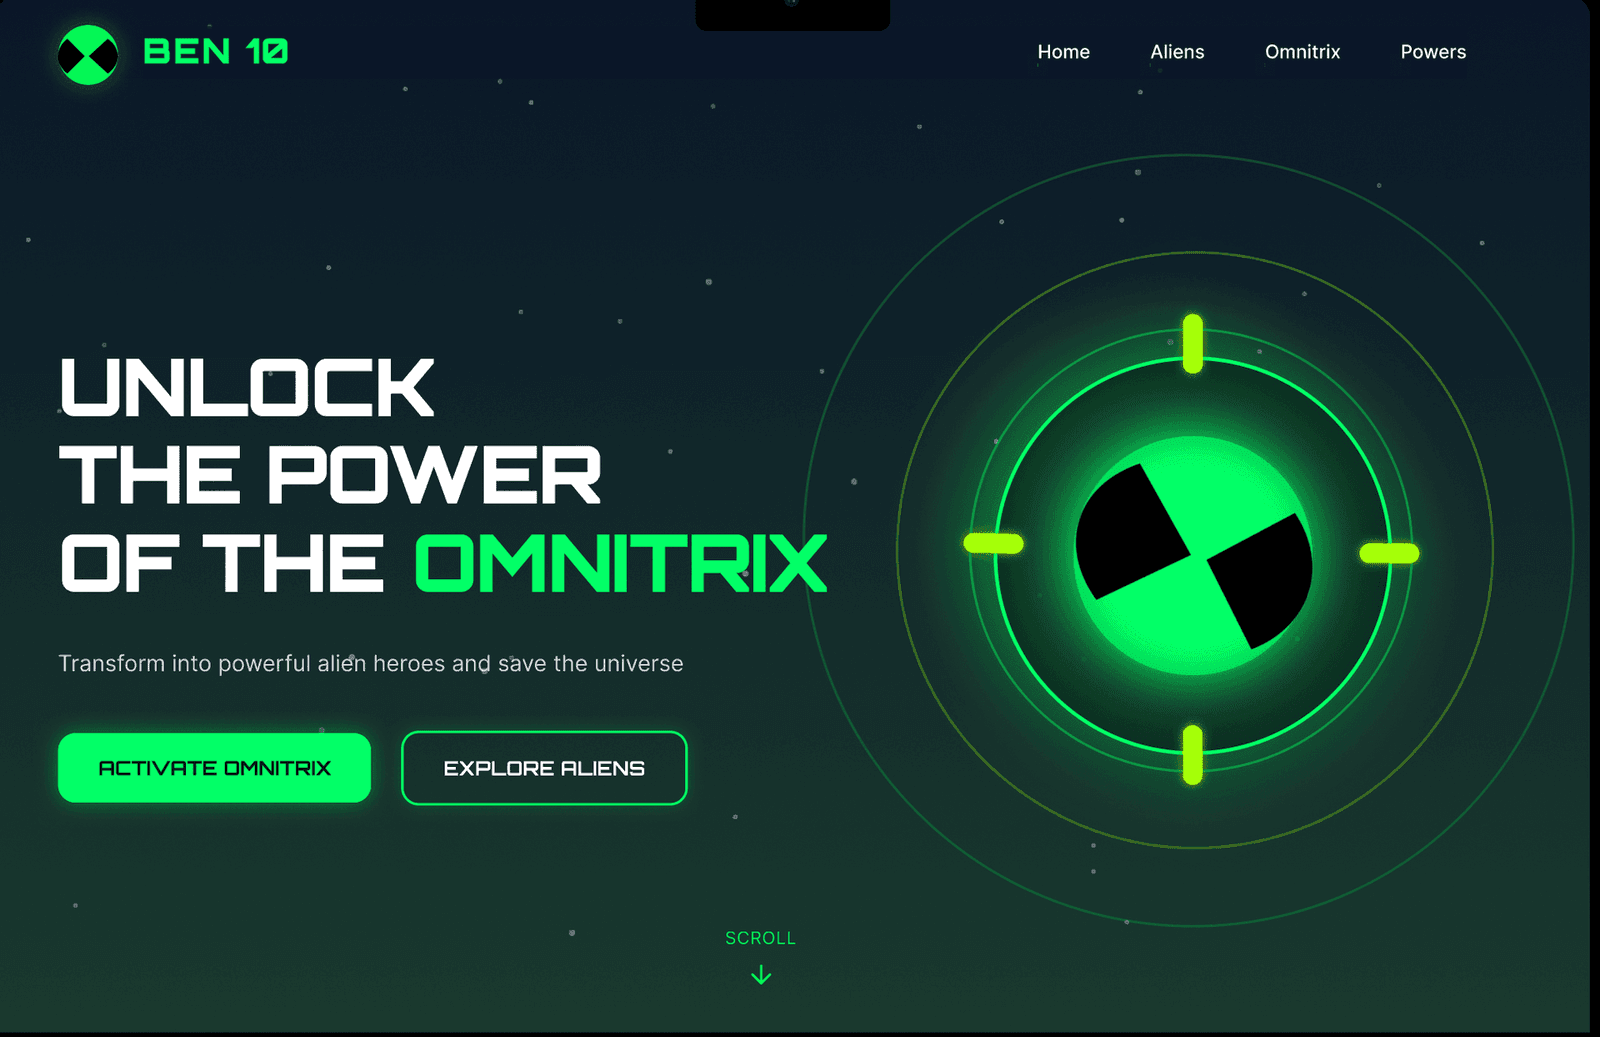 BEN 10
Home
Aliens
Omnitrix
Powers
UNLOCK
THE POWER
OF THE OMNITRIX
Transform into powerful alien heroes and save the universe
ACTIVATE OMNITRIX
EXPLORE ALIENS
SCROLL